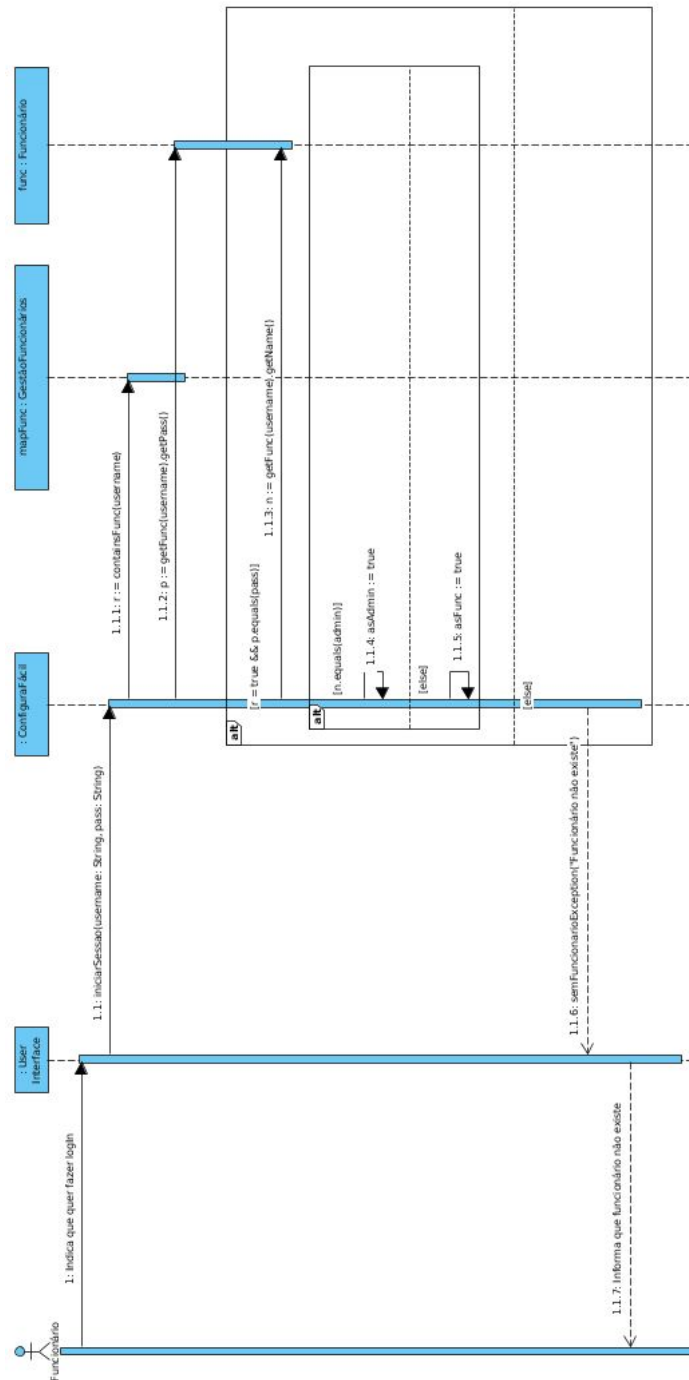 Funcionário
: User
Interface
: ConfiguraFácil
mapFunc : GestãoFuncionários
func : Funcionário
1: Indica que quer fazer login
1.1: iniciarSessao(username: String, pass: String)
1.1.1: r := containsFunc(username)
1.1.2: p := getFunc(username).getPass()
alt
[r = true && p.equals(pass)]
1.1.3: n := getFunc(username).getName()
alt
[n.equals(admin)]
1.1.4: asAdmin := true
[else]
1.1.5: asFunc := true
[else]
1.1.6: semFuncionarioException("Funcionário não existe")
1.1.7: Informa que funcionário não existe